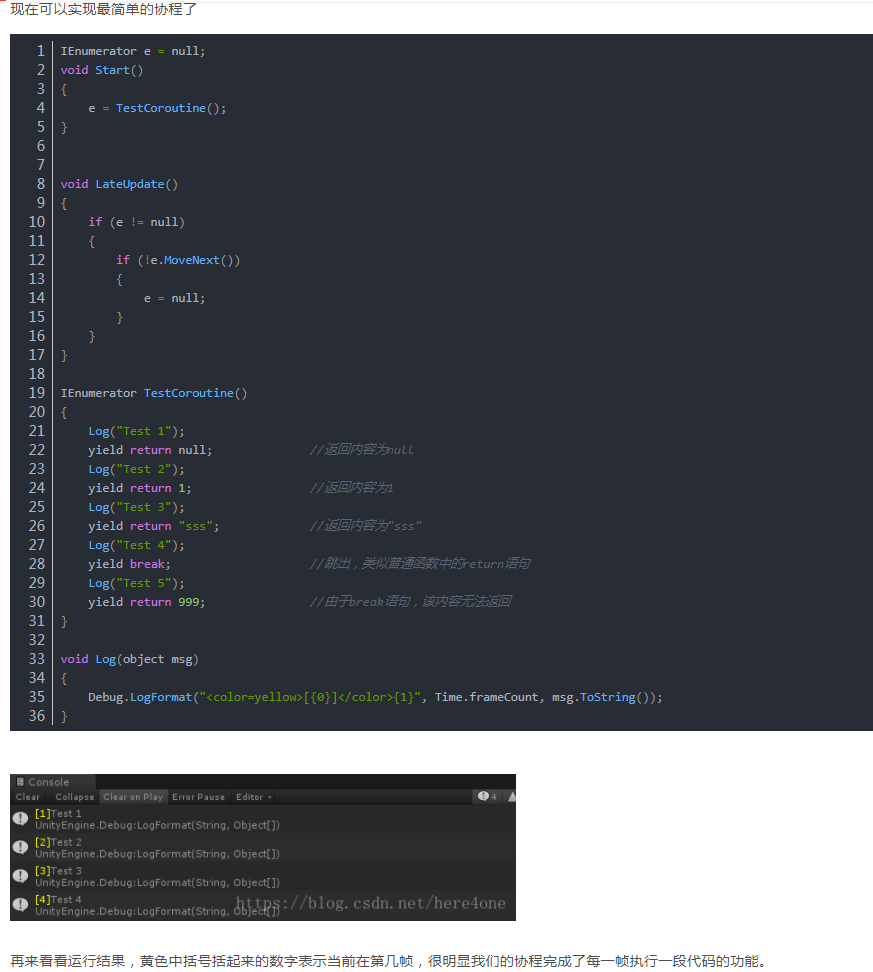 现在可以实现最简单的协程了
1 IEnumerator e = null;
2 void Start()
3 {
4     e = TestCoroutine();
5 }
6
7
8 void LateUpdate()
9 {
10     if (e != null)
11     {
12         if (!e.MoveNext())
13         {
14             e = null;
15         }
16     }
17 }
18
19 IEnumerator TestCoroutine()
20 {
21     Log("Test 1");
22     yield return null;              //返回内容为null
23     Log("Test 2");
24     yield return 1;                 //返回内容为1
25     Log("Test 3");
26     yield return "sss";             //返回内容为"sss"
27     Log("Test 4");
28     yield break;                    //跳出，类似普通函数中的return语句
29     Log("Test 5");
30     yield return 999;               //由于break语句，该内容无法返回
31 }
32
33 void Log(object msg)
34 {
35     Debug.LogFormat("<color=yellow>[{0}]</color>{1}", Time.frameCount, msg.ToString());
36 }
Console
Clear Collapse Clear on Play Error Pause Editor 4
[1]Test 1
UnityEngine.Debug:LogFormat(String, Object[])
[2]Test 2
UnityEngine.Debug:LogFormat(String, Object[])
[3]Test 3
UnityEngine.Debug:LogFormat(String, Object[])
[4]Test 4
UnityEngine.Debug:LogFormat(String, Object[])
https://blog.csdn.net/here4one
再来看看运行结果，黄色中括号括起来的数字表示当前在第几帧，很明显我们的协程完成了每一帧执行一段代码的功能。